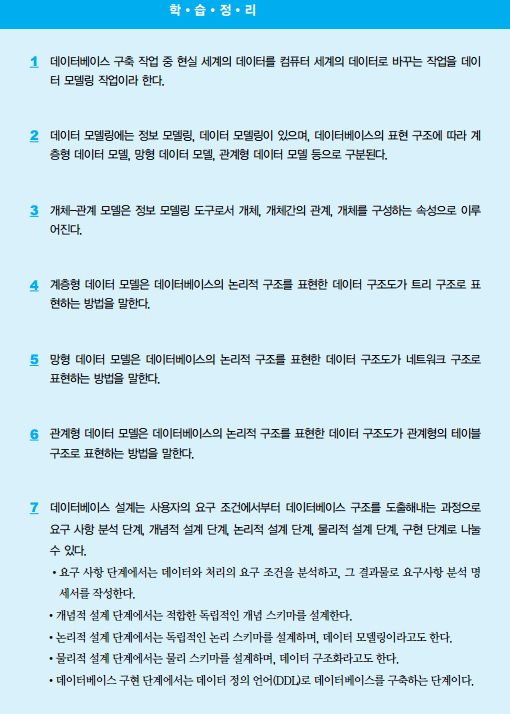 학•습•정•리
1 데이터베이스 구축 작업 중 현실 세계의 데이터를 컴퓨터 세계의 데이터로 바꾸는 작업을 데이
터 모델링 작업이라 한다.
2 데이터 모델링에는 정보 모델링, 데이터 모델링이 있으며, 데이터베이스의 표현 구조에 따라 계
층형 데이터 모델, 망형 데이터 모델, 관계형 데이터 모델 등으로 구분된다.
3 개체-관계 모델은 정보 모델링 도구로서 개체, 개체간의 관계, 개체를 구성하는 속성으로 이루
어진다.
4 계층형 데이터 모델은 데이터베이스의 논리적 구조를 표현한 데이터 구조도가 트리 구조로 표
현하는 방법을 말한다.
5 망형 데이터 모델은 데이터베이스의 논리적 구조를 표현한 데이터 구조도가 네트워크 구조로
표현하는 방법을 말한다.
6 관계형 데이터 모델은 데이터베이스의 논리적 구조를 표현한 데이터 구조도가 관계형의 테이블
구조로 표현하는 방법을 말한다.
7 데이터베이스 설계는 사용자의 요구 조건에서부터 데이터베이스 구조를 도출해내는 과정으로
요구 사항 분석 단계, 개념적 설계 단계, 논리적 설계 단계, 물리적 설계 단계, 구현 단계로 나눌
수 있다.
• 요구 사항 단계에서는 데이터와 처리의 요구 조건을 분석하고, 그 결과물로 요구사항 분석 명
세서를 작성한다.
• 개념적 설계 단계에서는 적합한 독립적인 개념 스키마를 설계한다.
• 논리적 설계 단계에서는 독립적인 논리 스키마를 설계하며, 데이터 모델링이라고도 한다.
• 물리적 설계 단계에서는 물리 스키마를 설계하며, 데이터 구조화라고도 한다.
• 데이터베이스 구현 단계에서는 데이터 정의 언어(DDL)로 데이터베이스를 구축하는 단계이다.